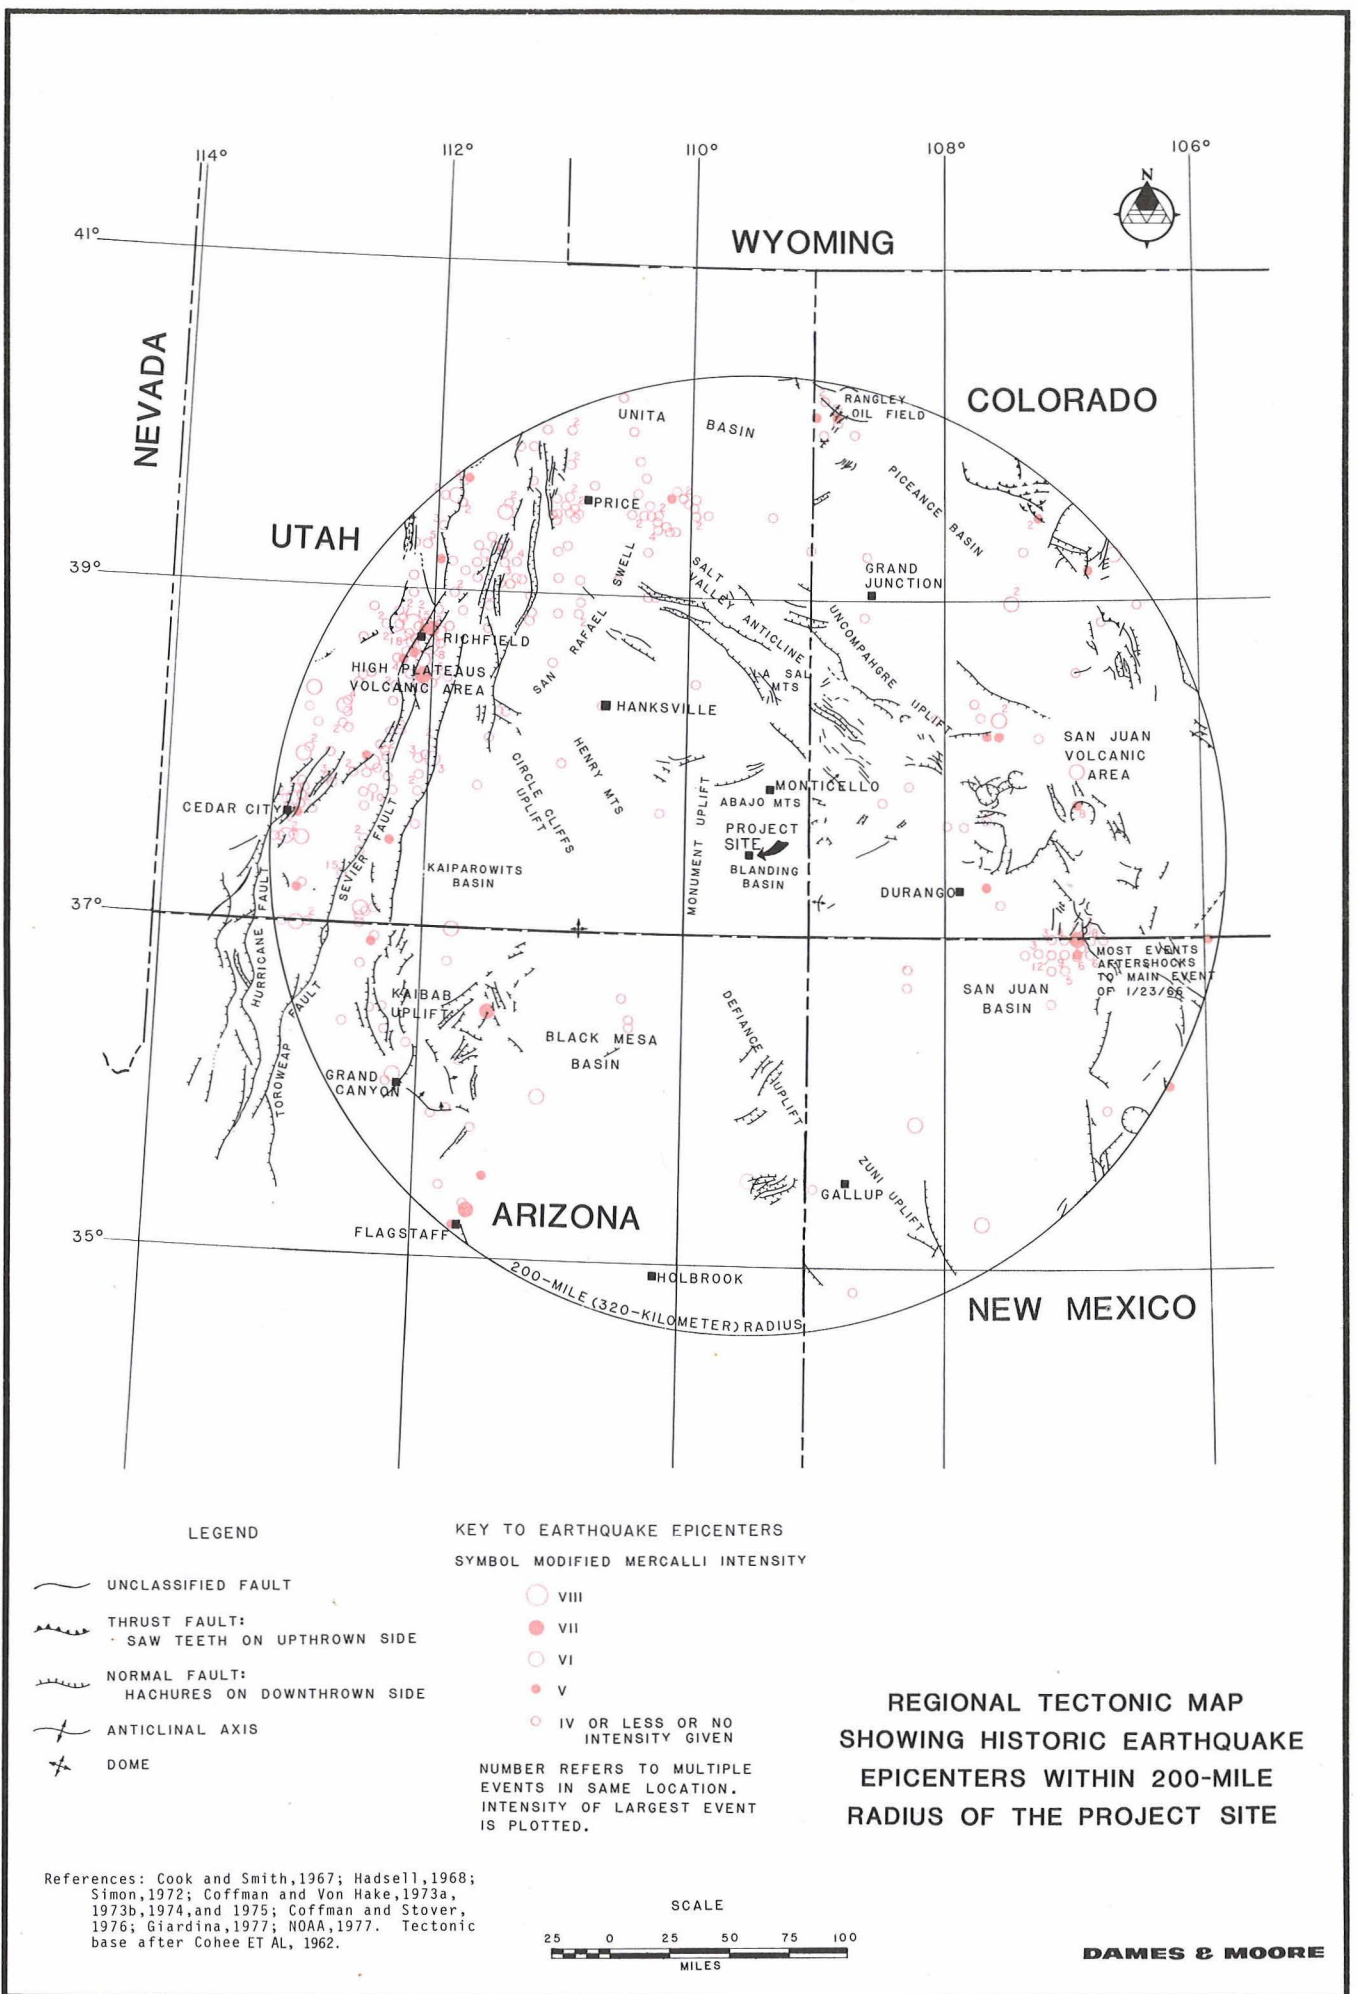 114°
112°
110°
108°
106°
N
41°
WYOMING
NEVADA
COLORADO
RANGLEY
OIL FIELD
UNITA BASIN
PICEANCE BASIN
PRICE
UTAH
39°
SALT
VALLEY ANTICLINE
GRAND
JUNCTION
SAN RAFAEL SWELL
UNCOMPAHGRE UPLIFT
RICHFIELD
HIGH PLATEAUS
VOLCANIC AREA
LA SAL
MTS
HANKSVILLE
SAN JUAN
VOLCANIC
AREA
HENRY MTS
CIRCLE CLIFFS
UPLIFT
MONTICELLO
ABAJO MTS
CEDAR CITY
MONUMENT UPLIFT
PROJECT
SITE
BLANDING
BASIN
SEVIER FAULT
KAIPAROWITS
BASIN
DURANGO
37°
HURRICANE FAULT
MOST EVENTS
AFTERSHOCKS
TO MAIN EVENT
OF 1/23/66
SAN JUAN
BASIN
KAIBAB
UPLIFT
DEFIANCE UPLIFT
BLACK MESA
BASIN
TOROWEAP FAULT
GRAND
CANYON
ZUNI UPLIFT
GALLUP
ARIZONA
FLAGSTAFF
35°
HOLBROOK
200-MILE (320-KILOMETER) RADIUS
NEW MEXICO
LEGEND
UNCLASSIFIED FAULT
THRUST FAULT:
SAW TEETH ON UPTHROWN SIDE
NORMAL FAULT:
HACHURES ON DOWNTHROWN SIDE
ANTICLINAL AXIS
DOME
KEY TO EARTHQUAKE EPICENTERS
SYMBOL MODIFIED MERCALLI INTENSITY
VIII
VII
VI
V
IV OR LESS OR NO
INTENSITY GIVEN
NUMBER REFERS TO MULTIPLE
EVENTS IN SAME LOCATION.
INTENSITY OF LARGEST EVENT
IS PLOTTED.
REGIONAL TECTONIC MAP
SHOWING HISTORIC EARTHQUAKE
EPICENTERS WITHIN 200-MILE
RADIUS OF THE PROJECT SITE
References: Cook and Smith,1967; Hadsell,1968;
Simon,1972; Coffman and Von Hake,1973a,
1973b,1974,and 1975; Coffman and Stover,
1976; Giardina,1977; NOAA,1977. Tectonic
base after Cohee ET AL, 1962.
SCALE
25 0 25 50 75 100
MILES
DAMES & MOORE